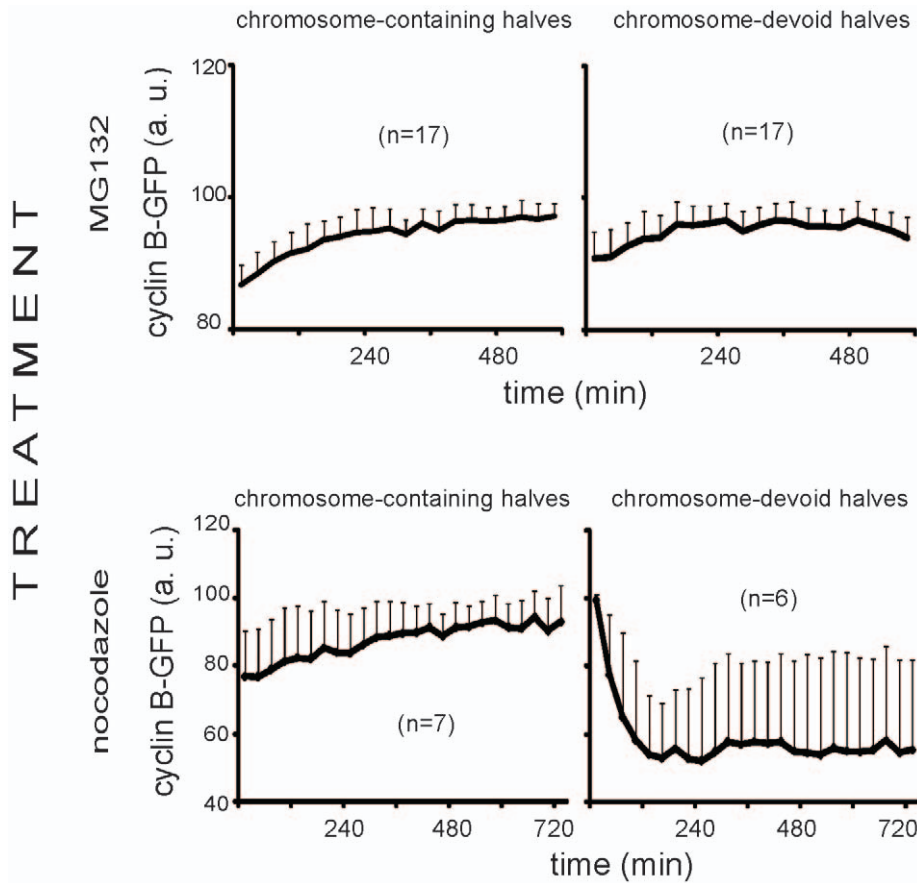 TREATMENT
MG132
chromosome-containing halves
chromosome-devoid halves
cyclin B-GFP (a. u.)
120
100
80
(n=17)
(n=17)
240
480
240
480
time (min)
nocodazole
chromosome-containing halves
chromosome-devoid halves
cyclin B-GFP (a. u.)
120
100
80
60
40
(n=7)
(n=6)
240
480
720
240
480
720
time (min)